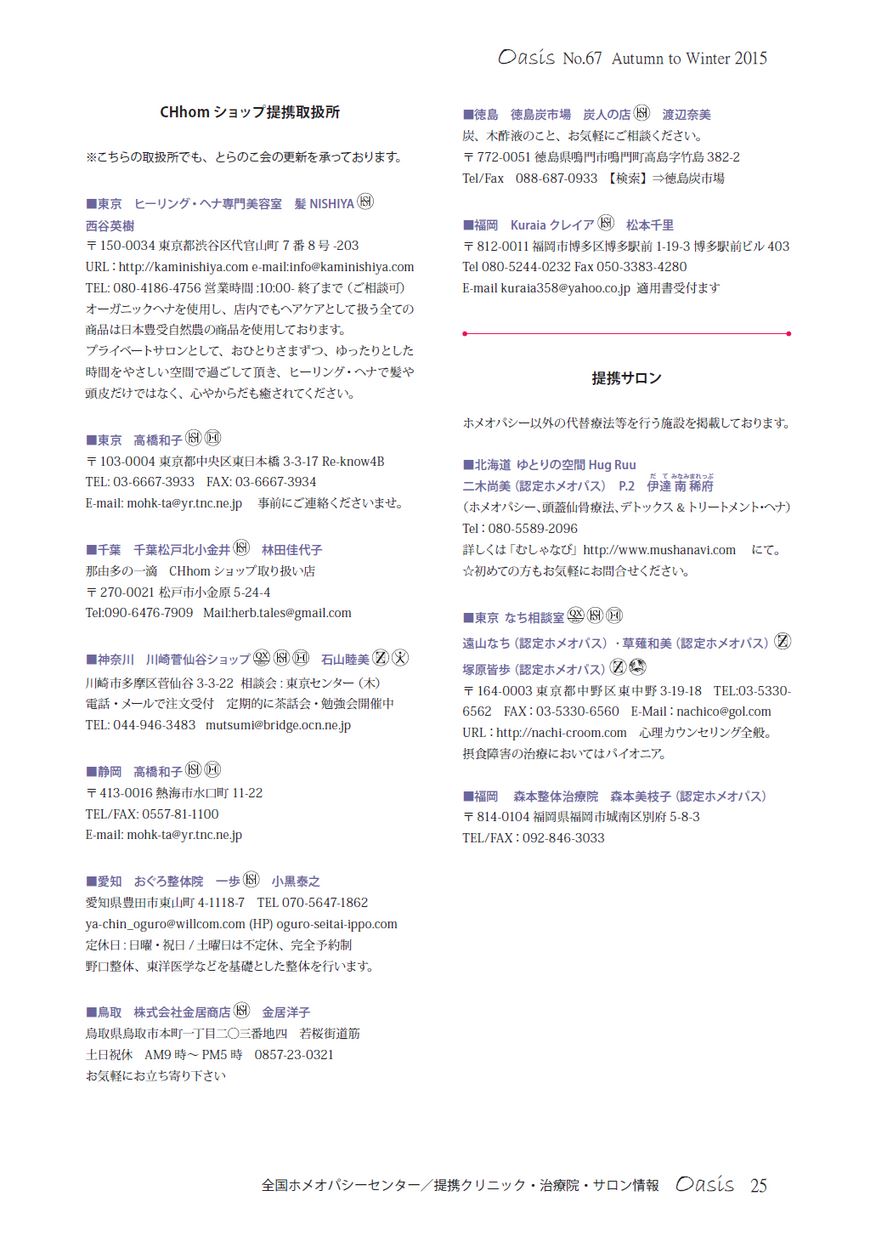 Oasis No.67 Autumn to Winter 2015
CHhom ショップ提携取扱所
※こちらの取扱所でも、とらのこ会の更新を承っております。
■東京　ヒーリング・ヘナ専門美容室　髪 NISHIYA
西谷英樹
〒150-0034 東京都渋谷区代官山町 7 番 8 号 -203
URL：http://kaminishiya.com e-mail:info@kaminishiya.com
TEL: 080-4186-4756 営業時間 :10:00- 終了まで（ご相談可）
オーガニックヘナを使用し、店内でもヘアケアとして扱う全ての
商品は日本豊受自然農の商品を使用しております。
プライベートサロンとして、おひとりさまずつ、ゆったりとした
時間をやさしい空間で過ごして頂き、ヒーリング・ヘナで髪や
頭皮だけではなく、心やからだも癒されてください。
■東京　高橋和子
〒103-0004 東京都中央区東日本橋 3-3-17 Re-know4B
TEL: 03-6667-3933　FAX: 03-6667-3934
E-mail: mohk-ta@yr.tnc.ne.jp　事前にご連絡くださいませ。
■千葉　千葉松戸北小金井　林田佳代子
那由多の一滴　CHhom ショップ取り扱い店
〒270-0021 松戸市小金原 5-24-4
Tel:090-6476-7909　Mail:herb.tales@gmail.com
■神奈川　川崎菅仙谷ショップ QX　石山睦美
川崎市多摩区菅仙谷 3-3-22 相談会 : 東京センター（木）
電話・メールで注文受付　定期的に茶話会・勉強会開催中
TEL: 044-946-3483　mutsumi@bridge.ocn.ne.jp
■静岡　高橋和子
〒413-0016 熱海市水口町 11-22
TEL/FAX: 0557-81-1100
E-mail: mohk-ta@yr.tnc.ne.jp
■愛知　おぐろ整体院　一歩　小黒泰之
愛知県豊田市東山町 4-1118-7　TEL 070-5647-1862
ya-chin_oguro@willcom.com (HP) oguro-seitai-ippo.com
定休日 : 日曜・祝日 / 土曜日は不定休、完全予約制
野口整体、東洋医学などを基礎とした整体を行います。
■鳥取　株式会社金居商店　金居洋子
鳥取県鳥取市本町一丁目二〇三番地四　若桜街道筋
土日祝休　AM9 時～ PM5 時　0857-23-0321
お気軽にお立ち寄り下さい
■徳島　徳島炭市場　炭人の店　渡辺奈美
炭、木酢液のこと、お気軽にご相談ください。
〒772-0051 徳島県鳴門市鳴門町高島字竹島 382-2
Tel/Fax　088-687-0933 【検索】⇒徳島炭市場
■福岡　Kuraia クレイア　松本千里
〒812-0011 福岡市博多区博多駅前 1-19-3 博多駅前ビル 403
Tel 080-5244-0232 Fax 050-3383-4280
E-mail kuraia358@yahoo.co.jp 適用書受付ます
提携サロン
ホメオパシー以外の代替療法等を行う施設を掲載しております。
■北海道 ゆとりの空間 Hug Ruu
だ て みなみまれっぷ
二木尚美（認定ホメオパス）　P.2　伊達 南 稀府
（ホメオパシー、頭蓋仙骨療法、デトックス & トリートメント・ヘナ）
Tel：080-5589-2096
詳しくは「むしゃなび」http://www.mushanavi.com　にて。
☆初めての方もお気軽にお問合せください。
■東京 なち相談室 QX
遠山なち（認定ホメオパス）・草薙和美（認定ホメオパス）
塚原皆歩（認定ホメオパス）
〒164-0003 東京都中野区東中野 3-19-18　TEL:03-5330-
6562　FAX：03-5330-6560　E-Mail：nachico@gol.com
URL：http://nachi-croom.com　心理カウンセリング全般。
摂食障害の治療においてはパイオニア。
■福岡　森本整体治療院　森本美枝子（認定ホメオパス）
〒814-0104 福岡県福岡市城南区別府 5-8-3
TEL/FAX：092-846-3033
全国ホメオパシーセンター／提携クリニック・治療院・サロン情報　Oasis　25